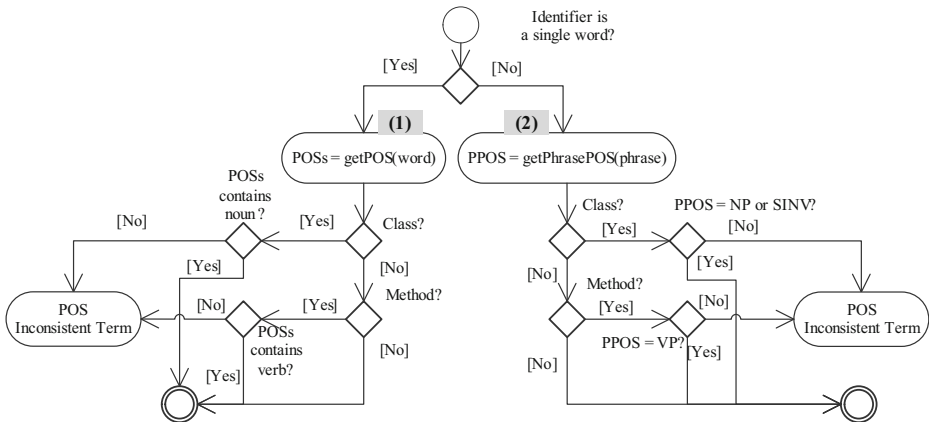 Identifier is
a single word?
[Yes]
[No]
(1)
(2)
POSs = getPOS(word)
PPOS = getPhrasePOS(phrase)
POSs
contains
noun?
[No]
[Yes]
Class?
Class?
PPOS = NP or SINV?
[Yes]
[No]
[Yes]
[No]
[Yes]
[No]
Method?
Method?
POS
Inconsistent Term
[No]
[Yes]
POSs
contains
verb?
[Yes]
[No]
[Yes]
[No]
PPOS = VP?
[Yes]
[No]
POS
Inconsistent Term